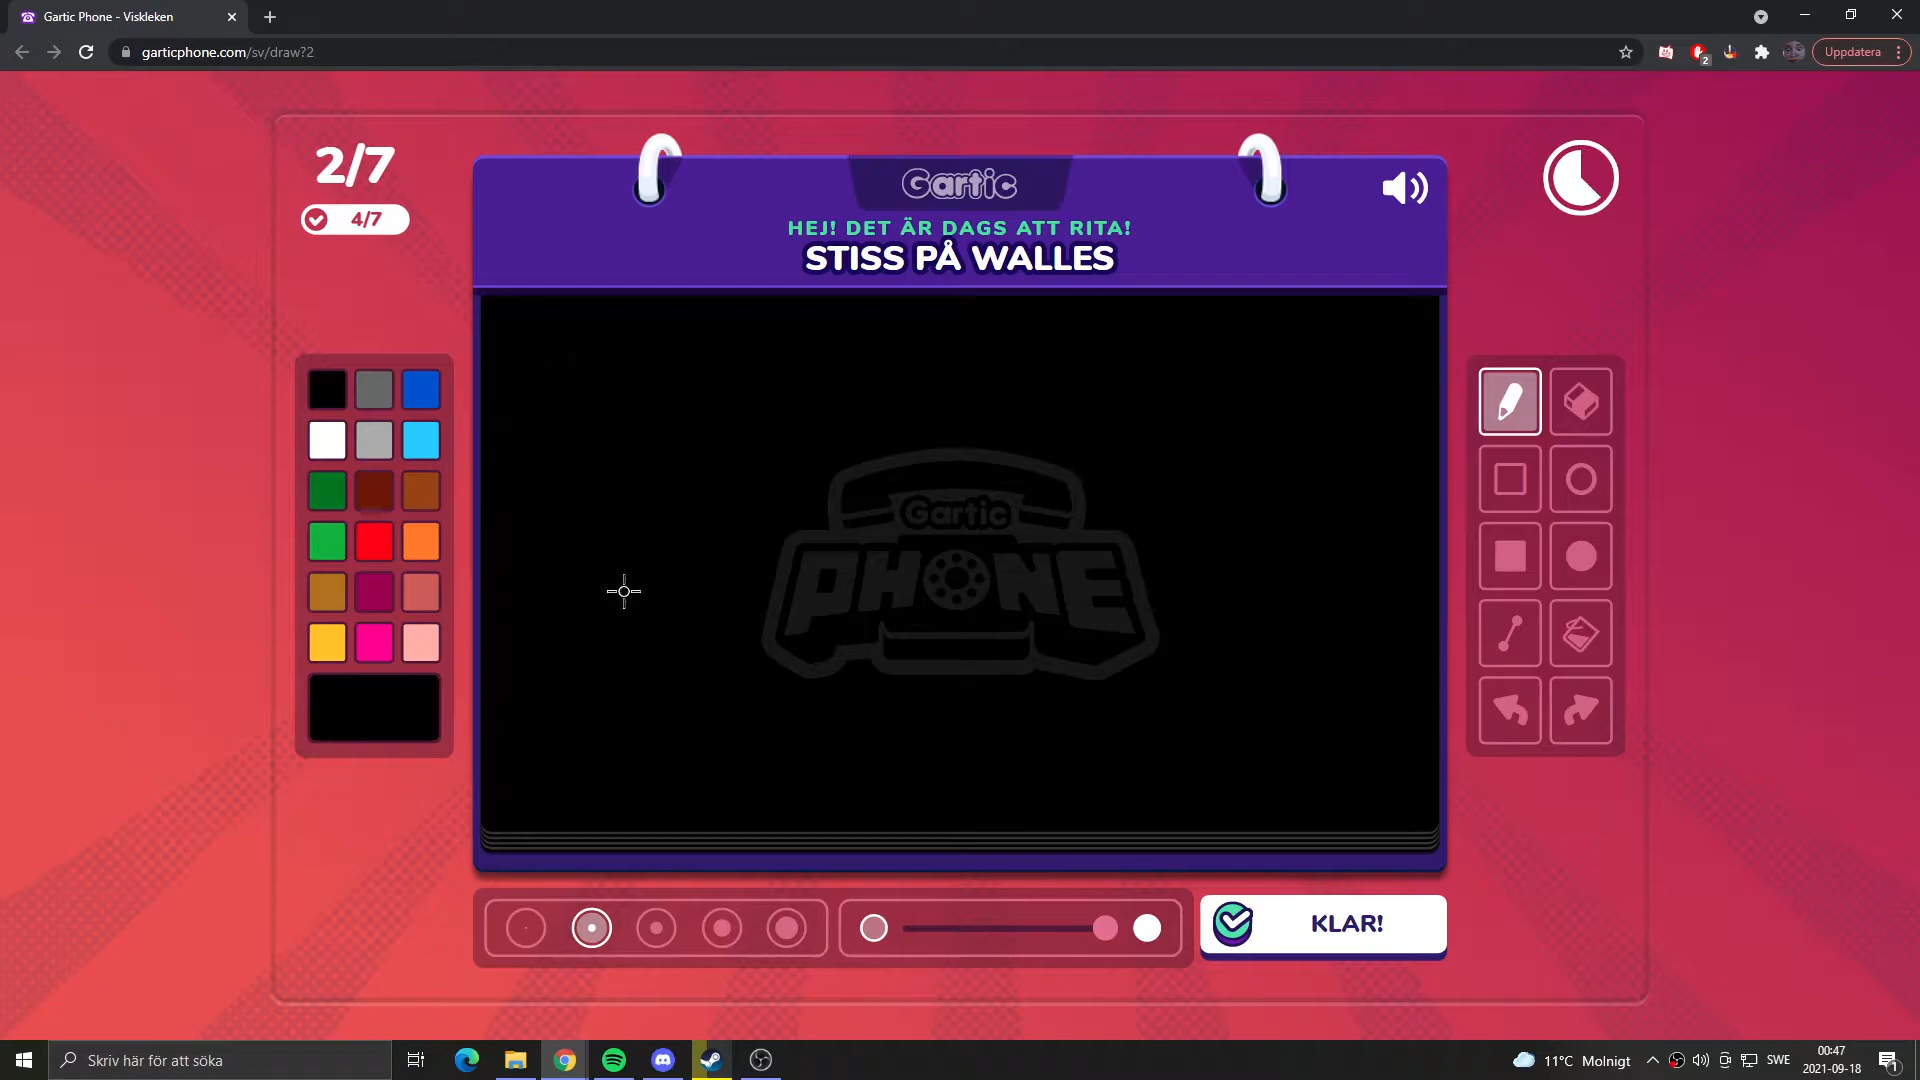 Gartic Phone - Viskleken
garticphone.com/sv/draw?2
2
Uppdatera
2/7
4/7
Gartic
HEJ! DET ÄR DAGS ATT RITA!
STISS PÅ WALLES
Gartic
PHONE
KLAR!
Skriv här för att söka
11°C Molnigt
SWE
00:47
2021-09-18
1